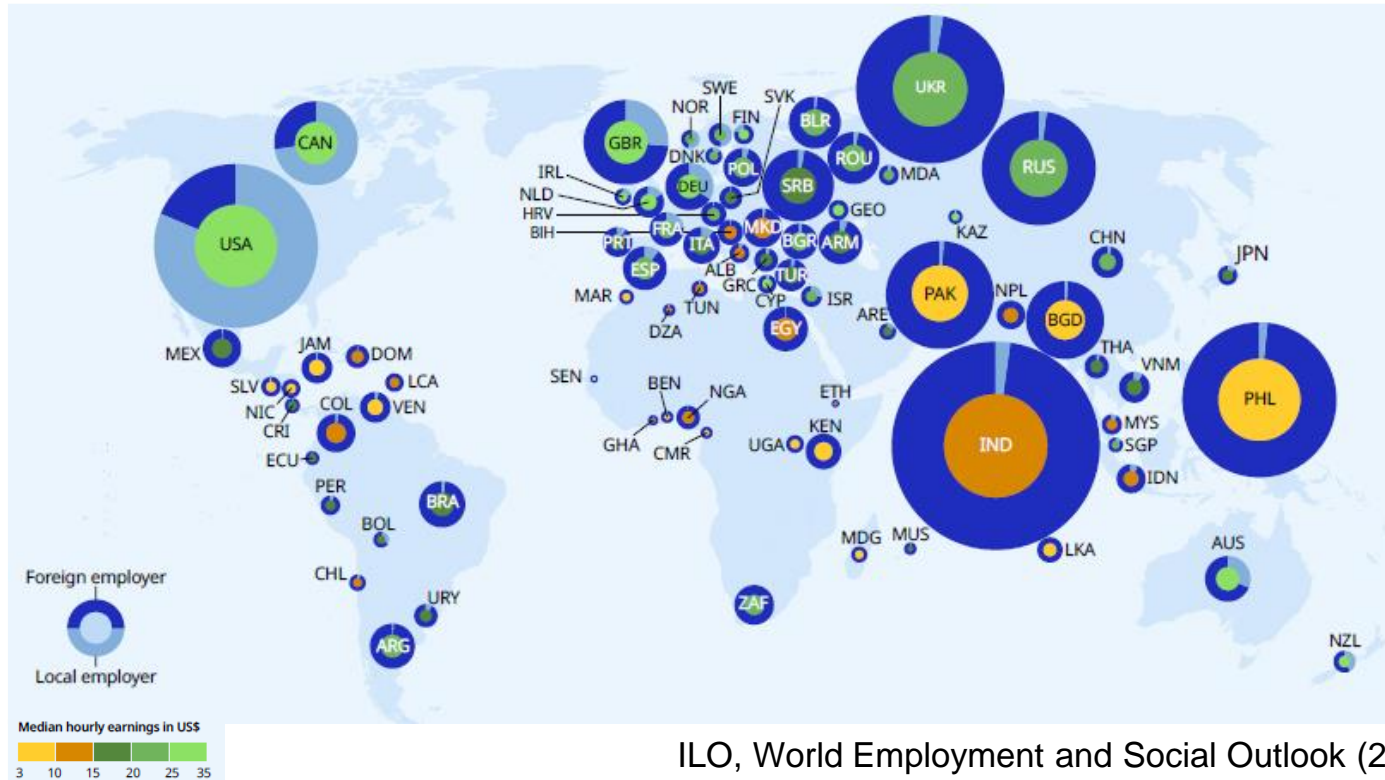 UKR
SWE
SVK
NOR
FIN
BLR
CAN
GBR
DNK
POL
ROU
MDA
RUS
IRL
DEU
SRB
NLD
HRV
GEO
KAZ
USA
BIH
PRT
FRA
ITA
MKD
BGR
ARM
CHN
JPN
ESP
ALB
GRC
TUR
CYP
ISR
PAK
NPL
MAR
TUN
DZA
EGY
ARE
BGD
MEX
JAM
DOM
THA
VNM
SLV
LCA
SEN
BEN
NGA
ETH
PHL
NIC
COL
VEN
CRI
GHA
CMR
UGA
KEN
IND
MYS
SGP
ECU
IDN
PER
BRA
BOL
MDG
MUS
LKA
AUS
CHL
URY
ZAF
ARG
NZL
Foreign employer
Local employer
Median hourly earnings in US$
3 10 15 20 25 35
ILO, World Employment and Social Outlook (2